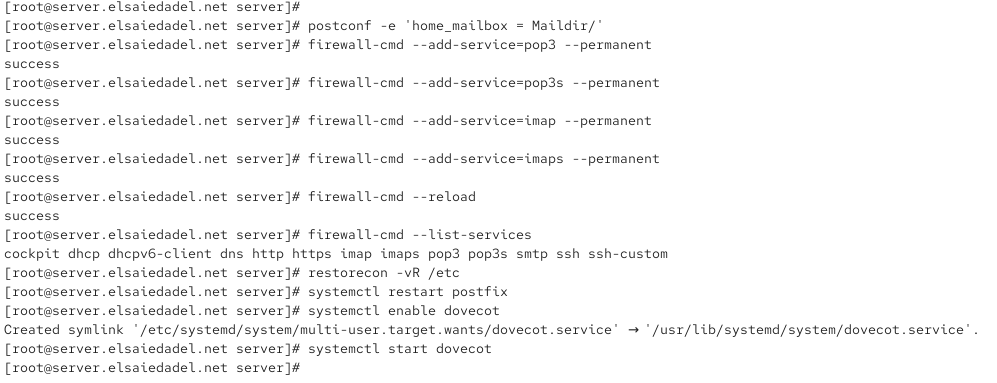 [root@server.elsaiedadel.net server]#
[root@server.elsaiedadel.net server]# postconf -e 'home_mailbox = Maildir/'
[root@server.elsaiedadel.net server]# firewall-cmd --add-service=pop3 --permanent
success
[root@server.elsaiedadel.net server]# firewall-cmd --add-service=pop3s --permanent
success
[root@server.elsaiedadel.net server]# firewall-cmd --add-service=imap --permanent
success
[root@server.elsaiedadel.net server]# firewall-cmd --add-service=imaps --permanent
success
[root@server.elsaiedadel.net server]# firewall-cmd --reload
success
[root@server.elsaiedadel.net server]# firewall-cmd --list-services
cockpit dhcp dhcpv6-client dns http https imap imaps pop3 pop3s smtp ssh ssh-custom
[root@server.elsaiedadel.net server]# restorecon -vR /etc
[root@server.elsaiedadel.net server]# systemctl restart postfix
[root@server.elsaiedadel.net server]# systemctl enable dovecot
Created symlink '/etc/systemd/system/multi-user.target.wants/dovecot.service' → '/usr/lib/systemd/system/dovecot.service'.
[root@server.elsaiedadel.net server]# systemctl start dovecot
[root@server.elsaiedadel.net server]#